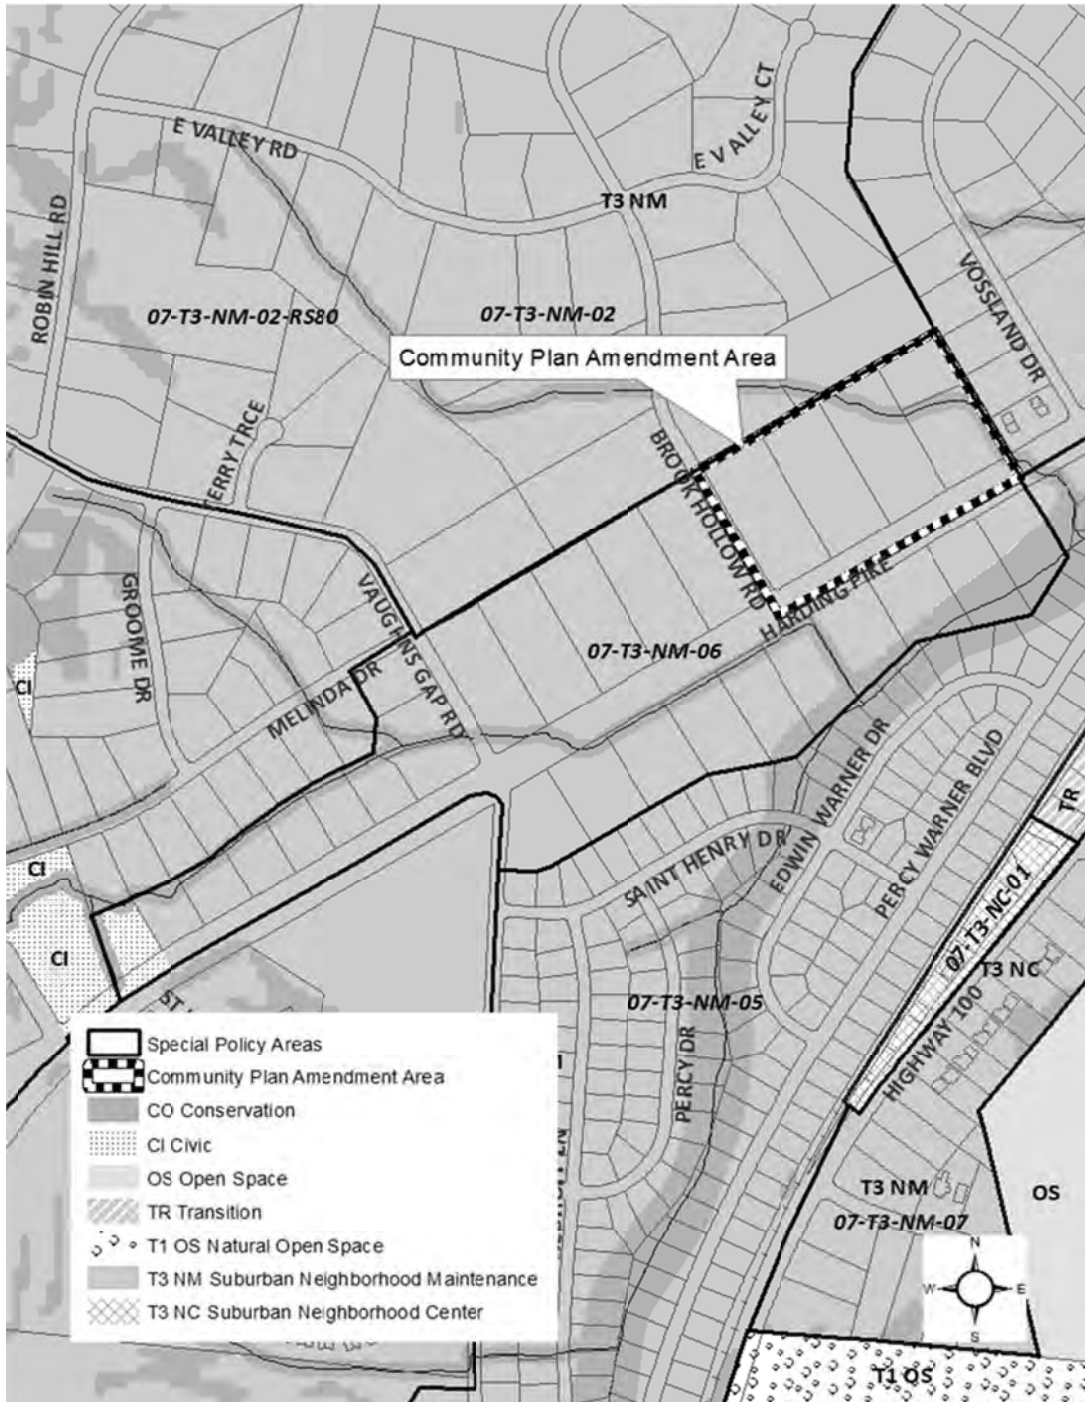 E VALLEY RD
E V ALLEY CT
T3 NM
ROBIN HILL RD
VOSSLAND DR
07-T3-NM-02-RS80
07-T3-NM-02
Community Plan Amendment Area
TERRY TRCE
BROOK HOLLOW RD
GROOME DR
VAUGHNS GAP RD
HARDING PIKE
07-T3-NM-06
CI
MELINDA DR
EDWIN WARNER DR
PERCY WARNER BLVD
TR
SAINT HENRY DR
CI
07-T3-NC-01
CI
T3 NC
ST
07-T3-NM-05
HIGHWAY 100
PERCY DR
Special Policy Areas
Community Plan Amendment Area
CO Conservation
CI Civic
OS Open Space
TR Transition
T1 OS Natural Open Space
T3 NM Suburban Neighborhood Maintenance
T3 NC Suburban Neighborhood Center
T3 NM
OS
07-T3-NM-07
N
W
E
S
T1 OS